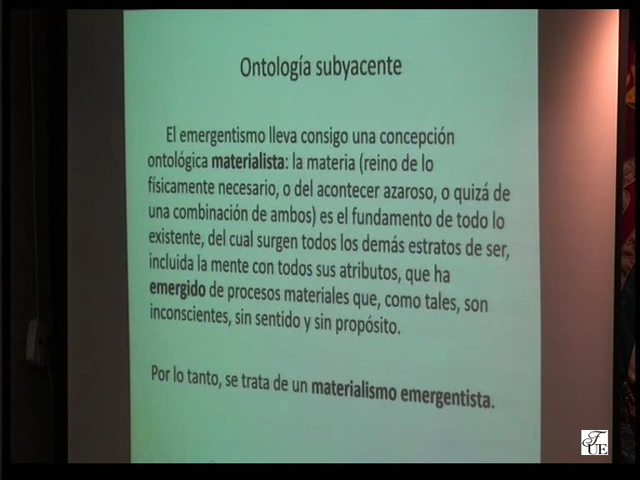 Ontología subyacente
El emergentismo lleva consigo una concepción
ontológica materialista: la materia (reino de lo
físicamente necesario, o del acontecer azaroso, o quizá de
una combinación de ambos) es el fundamento de todo lo
existente, del cual surgen todos los demás estratos de ser,
incluida la mente con todos sus atributos, que ha
emergido de procesos materiales que, como tales, son
inconscientes, sin sentido y sin propósito.
Por lo tanto, se trata de un materialismo emergentista.
UE